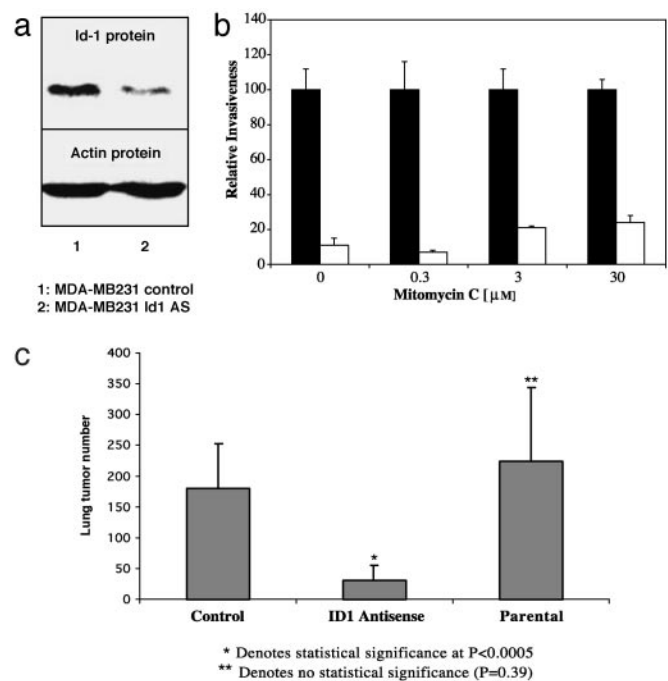 a
Id-1 protein
Actin protein
1 2
1: MDA-MB231 control
2: MDA-MB231 Id1 AS
b
Relative Invasiveness
140
120
100
80
60
40
20
0
0 0.3 3 30
Mitomycin C [µM]
c
Lung tumor number
400
350
300
250
200
150
100
50
0
*
**
Control ID1 Antisense Parental
* Denotes statistical significance at P<0.0005
** Denotes no statistical significance (P=0.39)